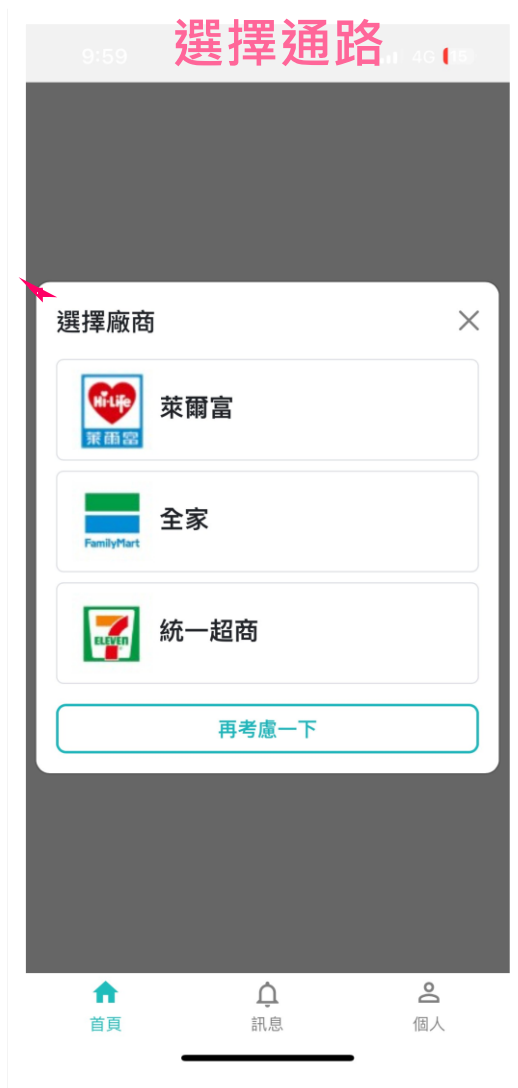 選擇通路
9:59
4G
選擇廠商
Hi-Life
萊爾富
萊爾富
FamilyMart
全家
ELEVEN
統一超商
再考慮一下
首頁
訊息
個人